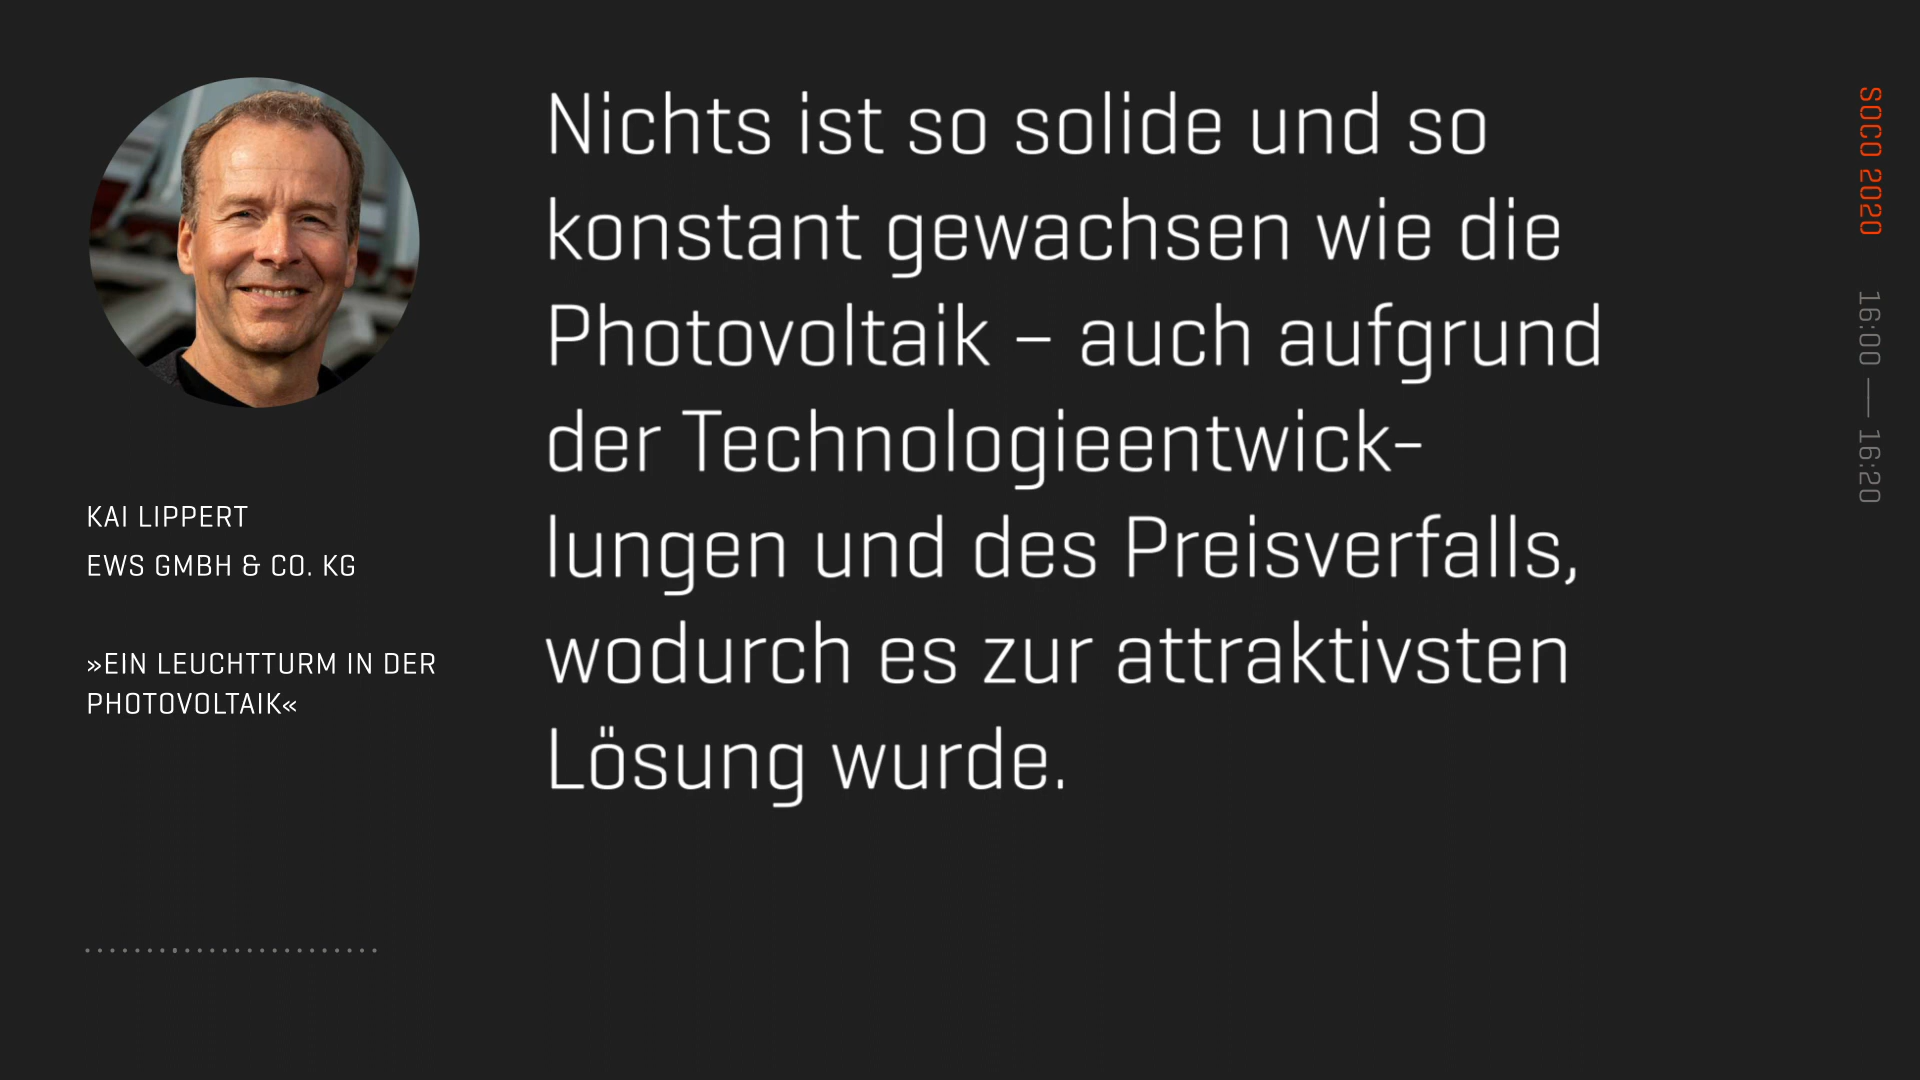 KAI LIPPERT
EWS GMBH & CO. KG
»EIN LEUCHTTURM IN DER
PHOTOVOLTAIK«
Nichts ist so solide und so
konstant gewachsen wie die
Photovoltaik – auch aufgrund
der Technologieentwick-
lungen und des Preisverfalls,
wodurch es zur attraktivsten
Lösung wurde.
SOCO 2020 16:00 — 16:20